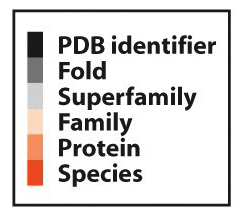 PDB identifier
Fold
Superfamily
Family
Protein
Species